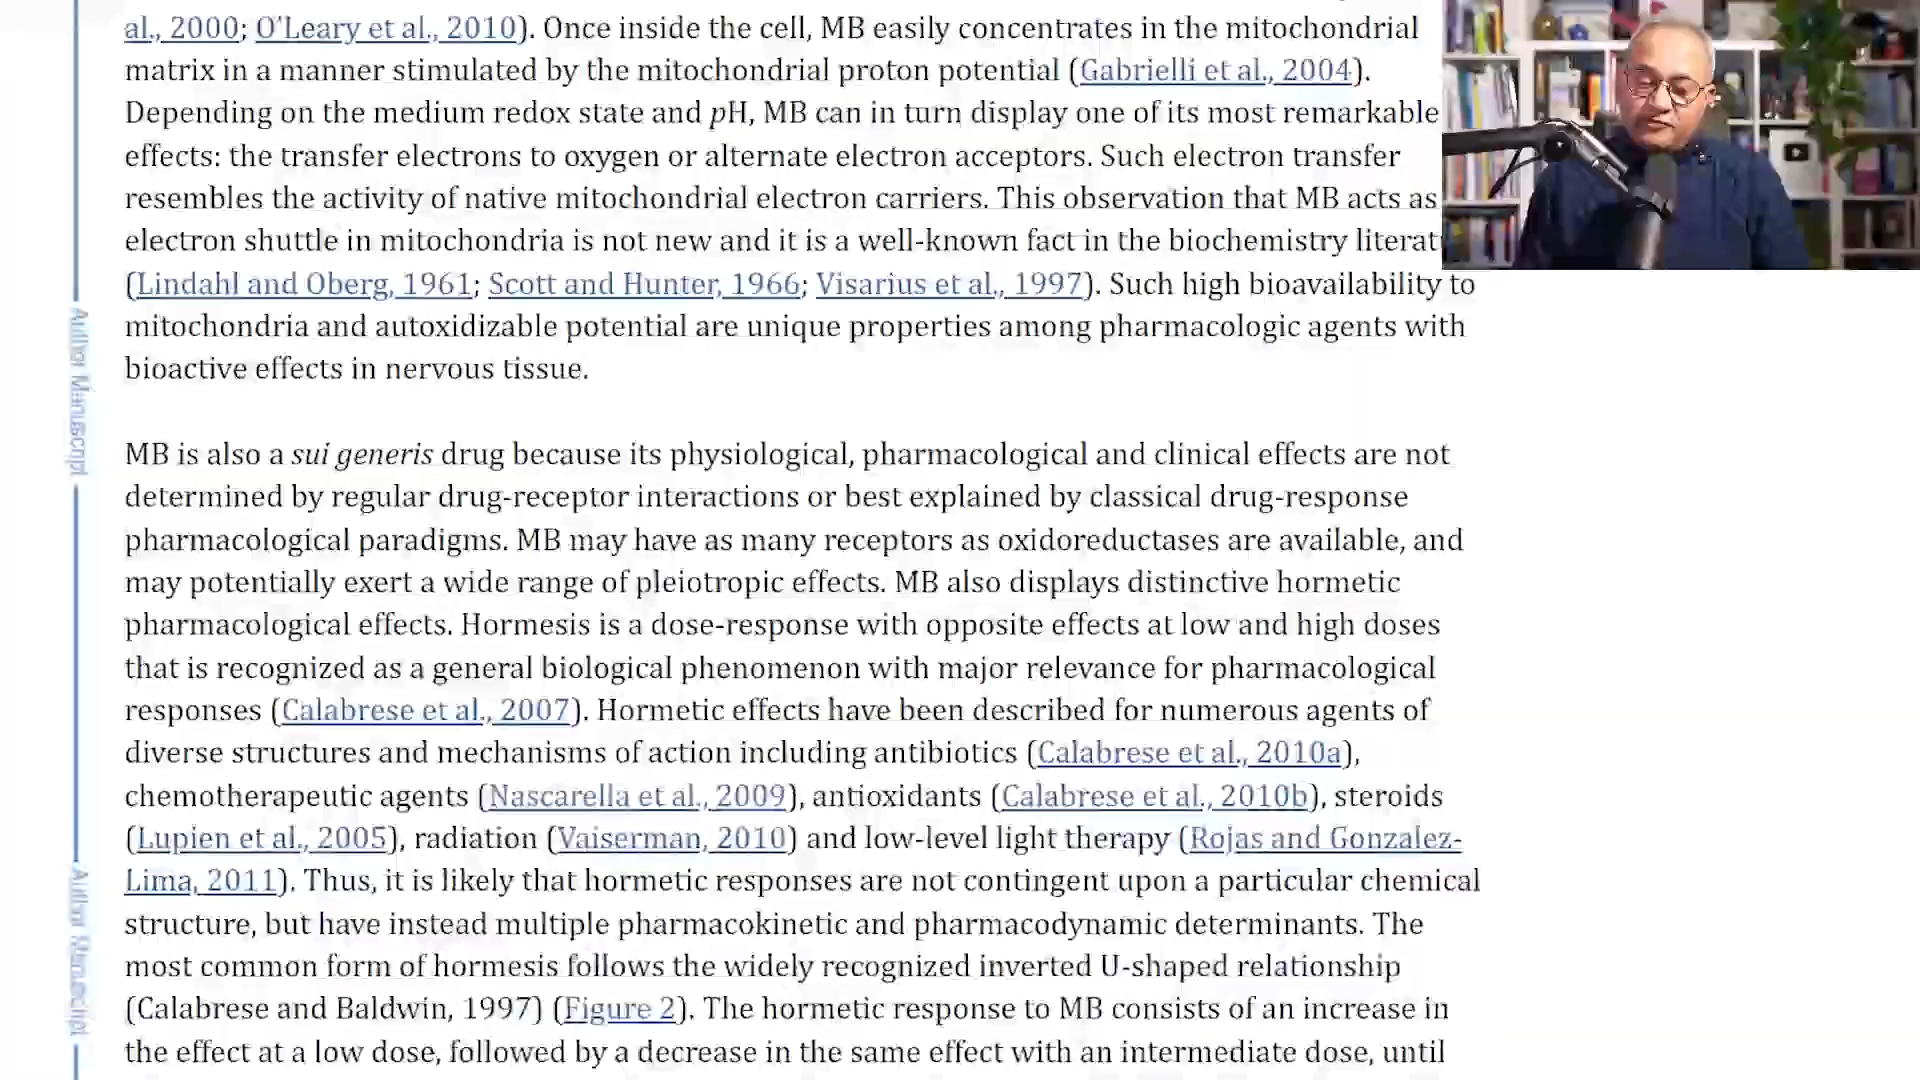 al., 2000; O'Leary et al., 2010). Once inside the cell, MB easily concentrates in the mitochondrial
matrix in a manner stimulated by the mitochondrial proton potential (Gabrielli et al., 2004).
Depending on the medium redox state and pH, MB can in turn display one of its most remarkable
effects: the transfer electrons to oxygen or alternate electron acceptors. Such electron transfer
resembles the activity of native mitochondrial electron carriers. This observation that MB acts as
electron shuttle in mitochondria is not new and it is a well-known fact in the biochemistry
(Lindahl and Oberg, 1961; Scott and Hunter, 1966; Visarius et al., 1997). Such high bioavailability to
mitochondria and autoxidizable potential are unique properties among pharmacologic agents with
bioactive effects in nervous tissue.
MB is also a sui generis drug because its physiological, pharmacological and clinical effects are not
determined by regular drug-receptor interactions or best explained by classical drug-response
pharmacological paradigms. MB may have as many receptors as oxidoreductases are available, and
may potentially exert a wide range of pleiotropic effects. MB also displays distinctive hormetic
pharmacological effects. Hormesis is a dose-response with opposite effects at low and high doses
that is recognized as a general biological phenomenon with major relevance for pharmacological
responses (Calabrese et al., 2007). Hormetic effects have been described for numerous agents of
diverse structures and mechanisms of action including antibiotics (Calabrese et al., 2010a),
chemotherapeutic agents (Nascarella et al., 2009), antioxidants (Calabrese et al., 2010b), steroids
(Lupien et al., 2005), radiation (Vaiserman, 2010) and low-level light therapy (Rojas and Gonzalez-
Lima, 2011). Thus, it is likely that hormetic responses are not contingent upon a particular chemical
structure, but have instead multiple pharmacokinetic and pharmacodynamic determinants. The
most common form of hormesis follows the widely recognized inverted U-shaped relationship
(Calabrese and Baldwin, 1997) (Figure 2). The hormetic response to MB consists of an increase in
the effect at a low dose, followed by a decrease in the same effect with an intermediate dose, until
Author Manuscript
Author Manuscript